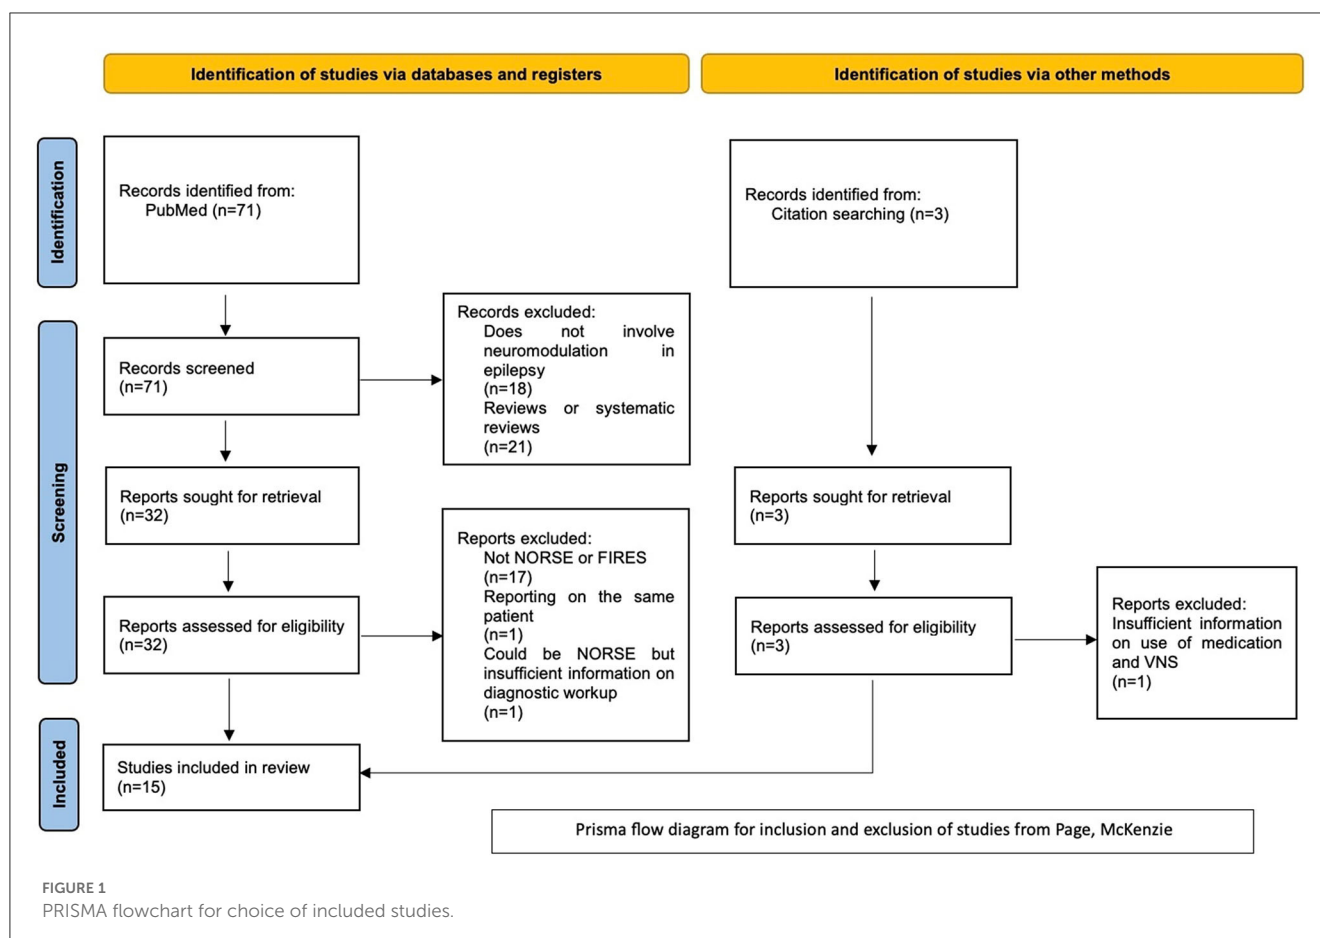 Identification of studies via databases and registers
Identification of studies via other methods
Identification
Records identified from:
PubMed (n=71)
Records identified from:
Citation searching (n=3)
Screening
Records screened
(n=71)
Records excluded:
Does not involve
neuromodulation in
epilepsy
(n=18)
Reviews or systematic
reviews
(n=21)
Reports sought for retrieval
(n=32)
Reports sought for retrieval
(n=3)
Reports assessed for eligibility
(n=32)
Reports excluded:
Not NORSE or FIRES
(n=17)
Reporting on the same
patient
(n=1)
Could be NORSE but
insufficient information on
diagnostic workup
(n=1)
Reports assessed for eligibility
(n=3)
Reports excluded:
Insufficient information
on use of medication
and VNS
(n=1)
Included
Studies included in review
(n=15)
Prisma flow diagram for inclusion and exclusion of studies from Page, McKenzie
FIGURE 1
PRISMA flowchart for choice of included studies.